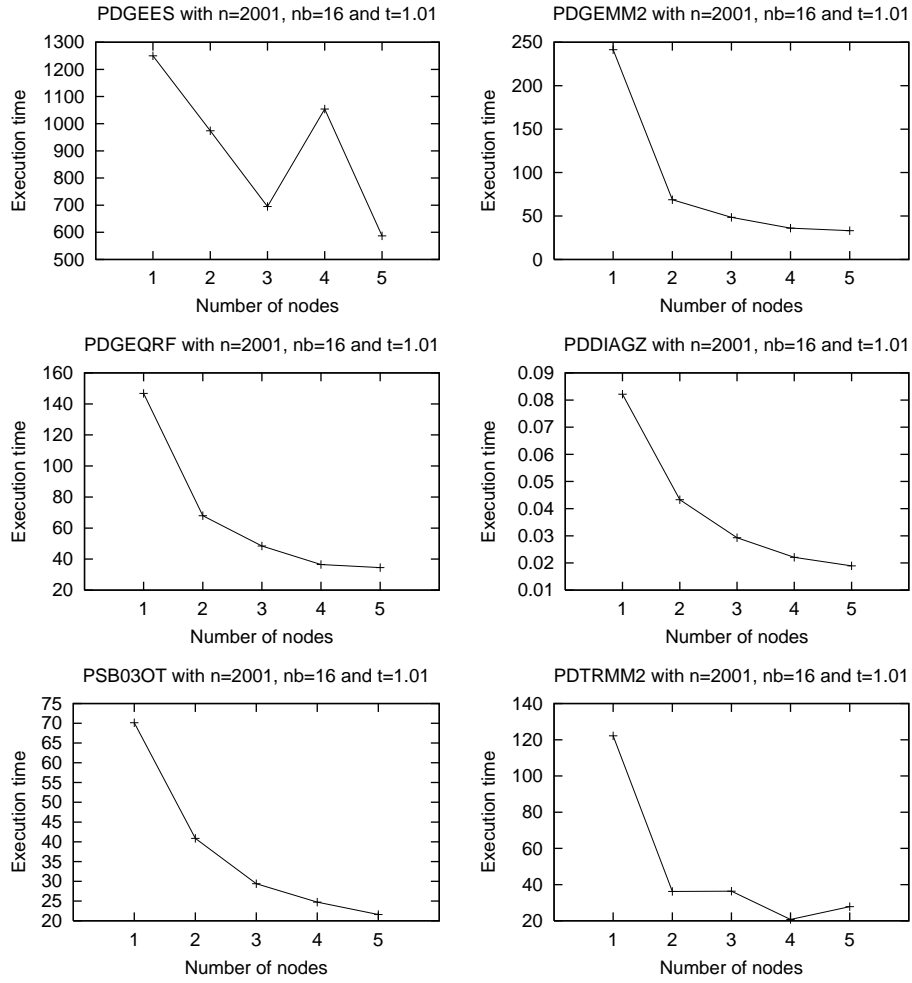 PDGEES with n=2001, nb=16 and t=1.01
Execution time
1300
1200
1100
1000
900
800
700
600
500
1 2 3 4 5
Number of nodes
PDGEMM2 with n=2001, nb=16 and t=1.01
Execution time
250
200
150
100
50
0
1 2 3 4 5
Number of nodes
PDGEQRF with n=2001, nb=16 and t=1.01
Execution time
160
140
120
100
80
60
40
20
1 2 3 4 5
Number of nodes
PDDIAGZ with n=2001, nb=16 and t=1.01
Execution time
0.09
0.08
0.07
0.06
0.05
0.04
0.03
0.02
0.01
1 2 3 4 5
Number of nodes
PSB03OT with n=2001, nb=16 and t=1.01
Execution time
75
70
65
60
55
50
45
40
35
30
25
20
1 2 3 4 5
Number of nodes
PDTRMM2 with n=2001, nb=16 and t=1.01
Execution time
140
120
100
80
60
40
20
1 2 3 4 5
Number of nodes